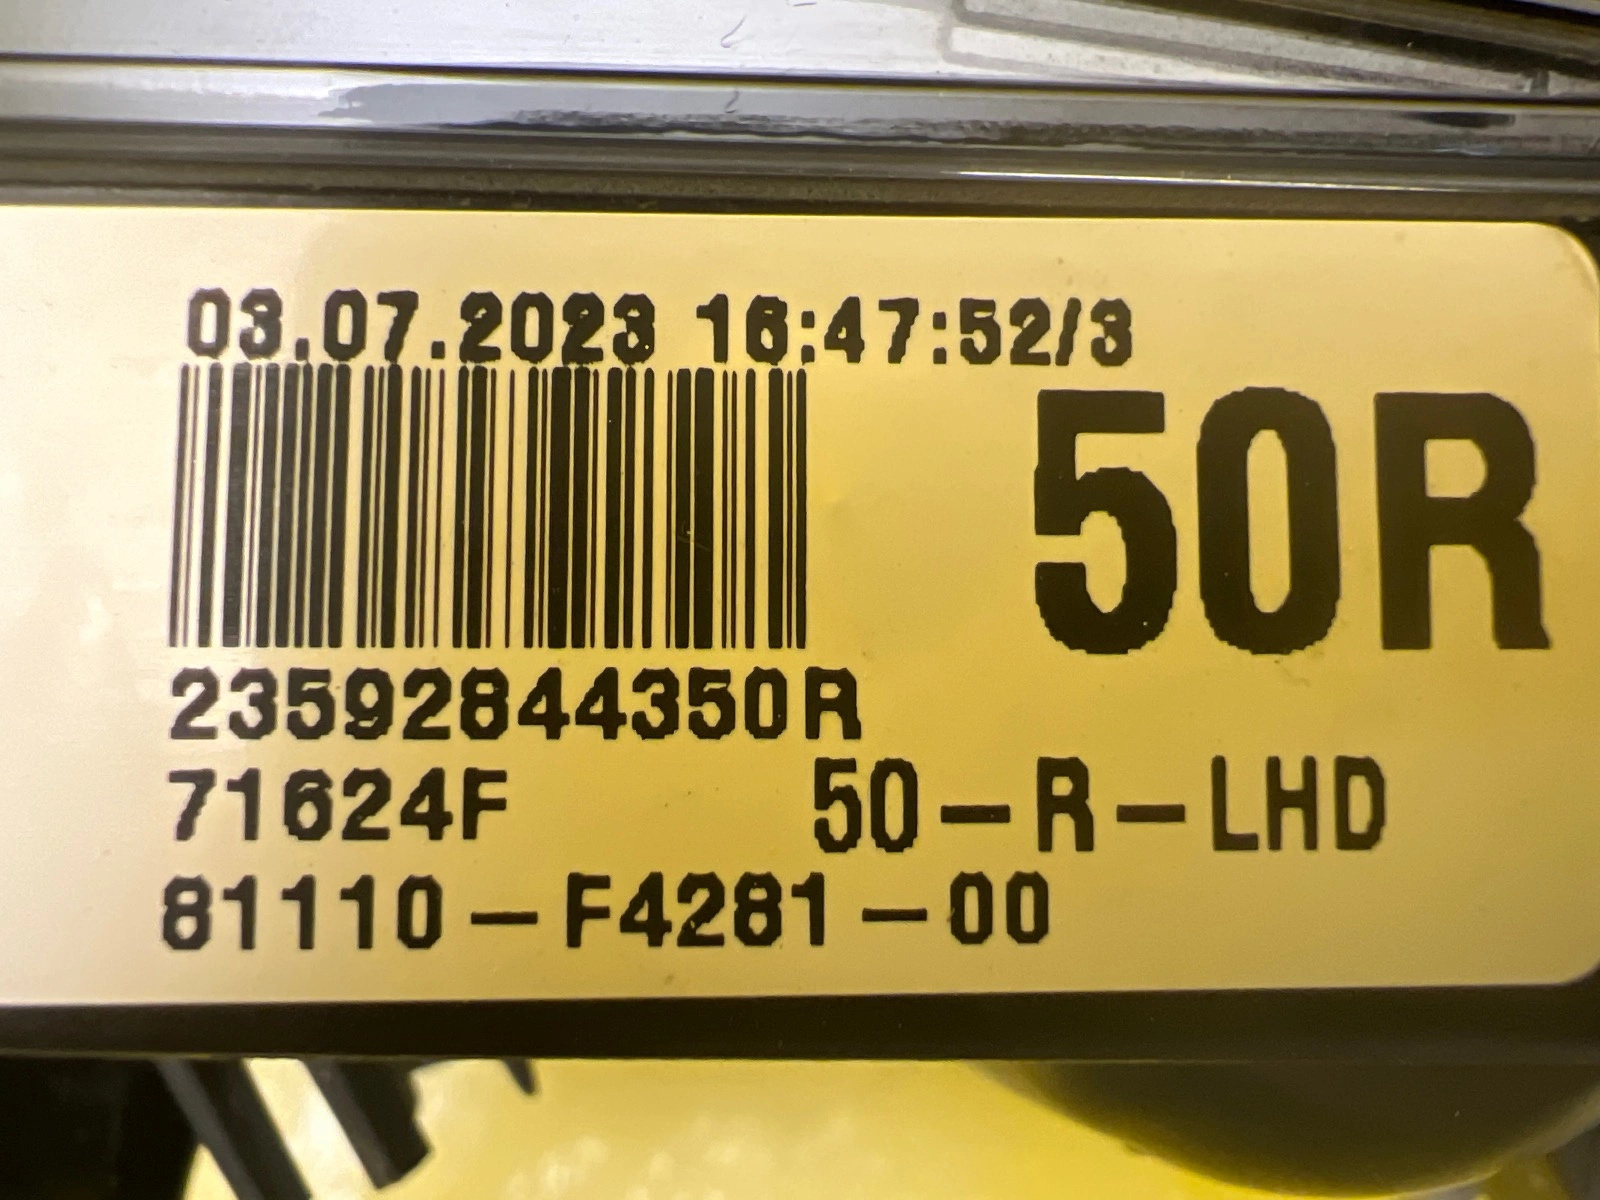 03.07.2023 16:47:52/3
50R
23592844350R
71624F 50-R-LHD
81110-F4281-00